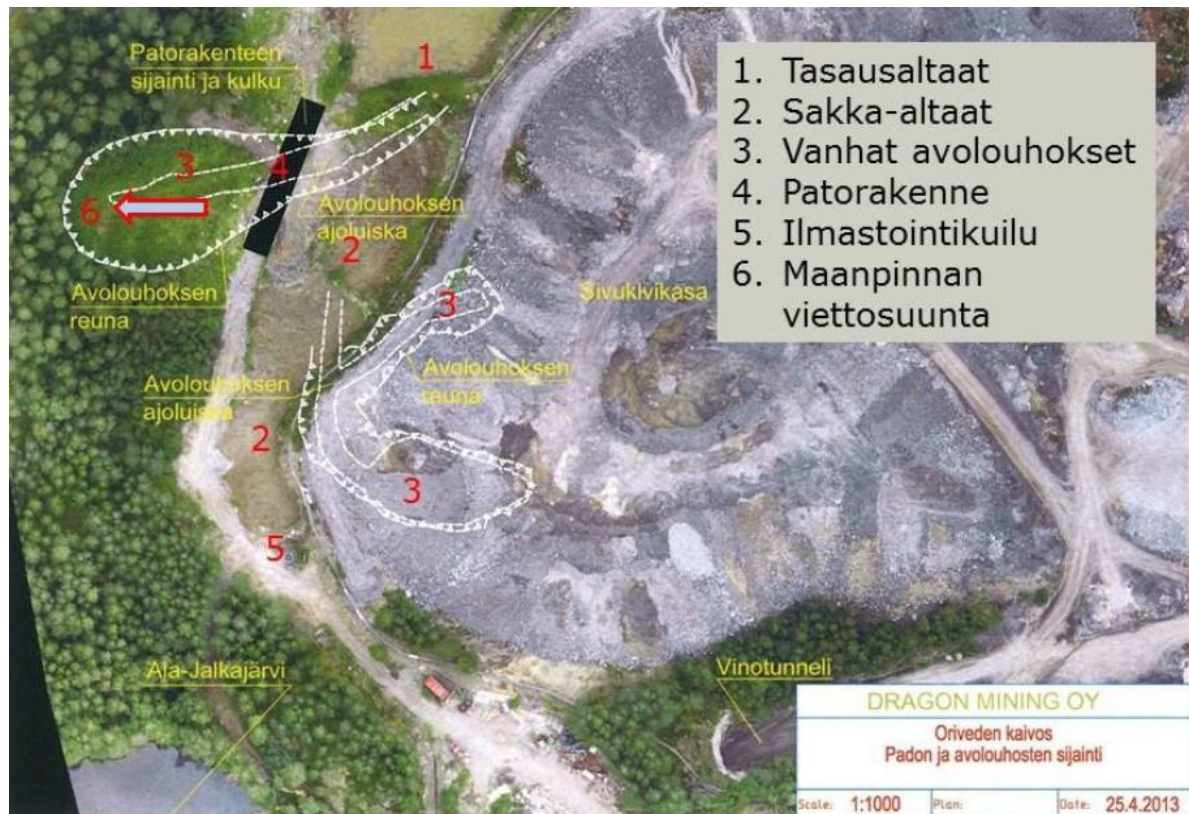 Patorakenteen
sijainti ja kulku
1
1. Tasausaltaat
2. Sakka-altaat
3. Vanhat avolouhokset
4. Patorakenne
5. Ilmastointikuilu
6. Maanpinnan
viettosuunta
3
4
6
Avolouhoksen
ajoluiska
2
Avolouhoksen
reuna
3
Sivukivikasa
Avolouhoksen
ajoluiska
Avolouhoksen
reuna
2
3
5
Ala-Jalkajärvi
Vinotunneli
DRAGON MINING OY
Oriveden kaivos
Padon ja avolouhosten sijainti
Scale: 1:1000 Plan: Date: 25.4.2013